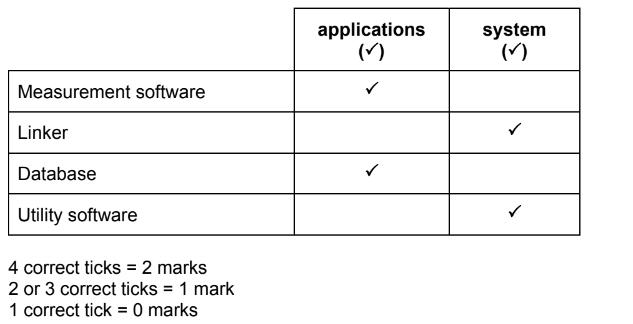 applications system
(✓) (✓)
Measurement software ✓
Linker ✓
Database ✓
Utility software ✓
4 correct ticks = 2 marks
2 or 3 correct ticks = 1 mark
1 correct tick = 0 marks